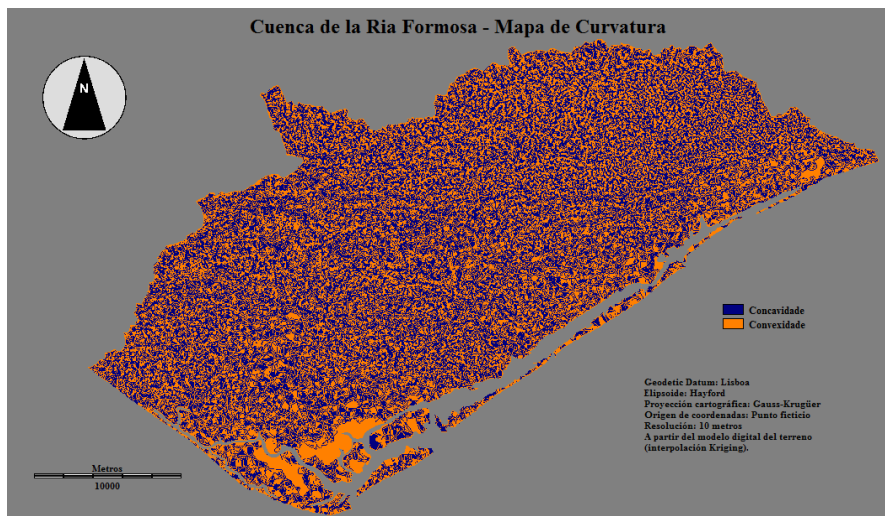 Cuenca de la Ria Formosa - Mapa de Curvatura
N
Concavidade
Convexidade
Geodetic Datum: Lisboa
Elipsoide: Hayford
Proyección cartográfica: Gauss-Krugüer
Origen de coordenadas: Punto ficticio
Resolución: 10 metros
A partir del modelo digital del terreno
(interpolación Kriging).
Metros
10000